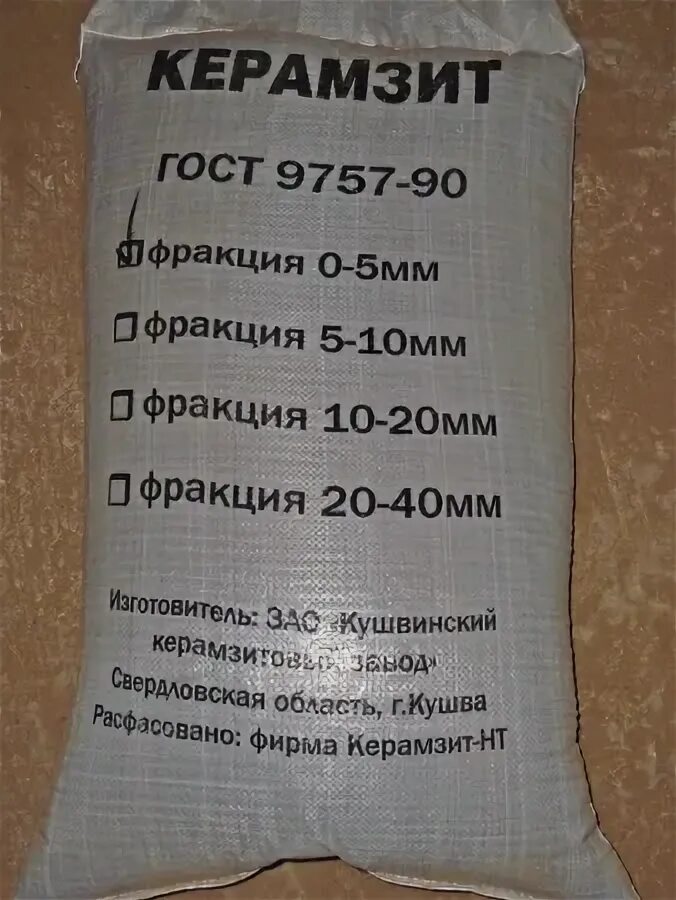 КЕРАМЗИТ
ГОСТ 9757-90
фракция 0-5мм
фракция 5-10мм
фракция 10-20мм
фракция 20-40мм
Изготовитель: ЗАО «Кушвинский
керамзитовый завод»
Свердловская область, г.Кушва
Расфасовано: фирма Керамзит-НТ